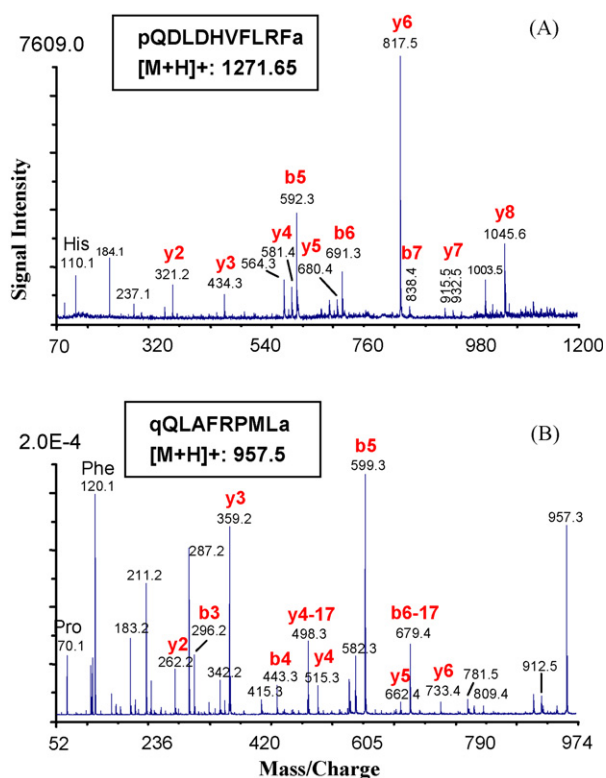 (A)
pQDLDHVFLRFa
[M+H]+: 1271.65
7609.0
Signal Intensity
y6
817.5
b5
592.3
y8
1045.6
y4
581.4
y5
680.4
b6
691.3
564.3
His
110.1
184.1
237.1
y2
321.2
y3
434.3
b7
838.4
y7
915.5
932.5
1003.5
70 320 540 760 980 1200
(B)
qQLAFRPMLa
[M+H]+: 957.5
2.0E-4
Phe
120.1
b5
599.3
957.3
y3
359.2
287.2
211.2
b3
296.2
y4-17
498.3
b6-17
679.4
Pro
70.1
183.2
y2
262.2
342.2
b4
443.3
415.3
y4
515.3
582.3
y5
662.4
y6
733.4
781.5
809.4
912.5
52 236 420 605 790 974
Mass/Charge